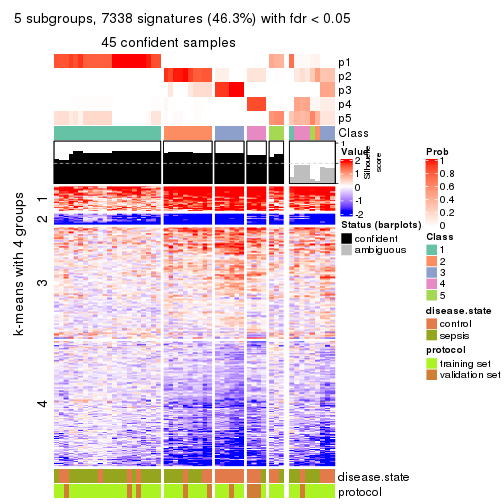 5 subgroups, 7338 signatures (46.3%) with fdr < 0.05
45 confident samples
p1
p2
p3
p4
p5
Class
1
Silhouette
score
k-means with 4 groups
1
2
3
4
disease.state
protocol
Value
2
1
0
-1
-2
Status (barplots)
confident
ambiguous
Prob
1
0.8
0.6
0.4
0.2
0
Class
1
2
3
4
5
disease.state
control
sepsis
protocol
training set
validation set